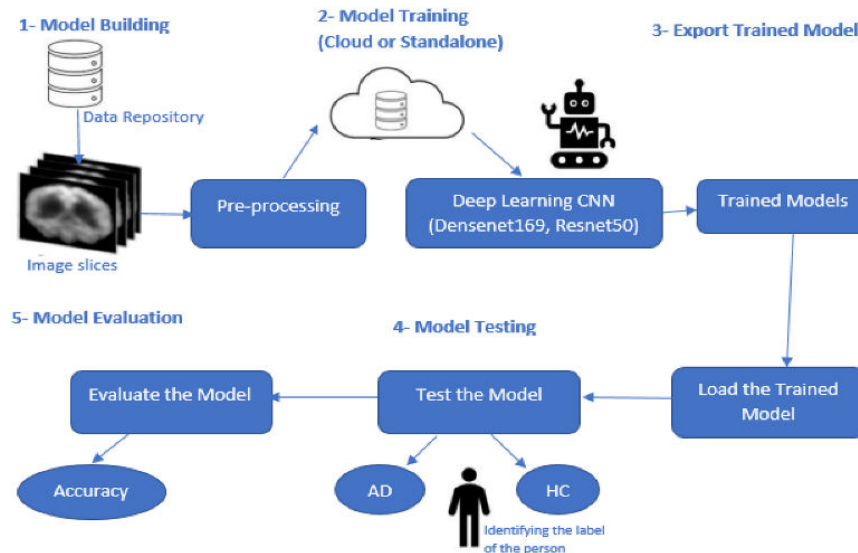 1- Model Building
2- Model Training
(Cloud or Standalone)
3- Export Trained Model
Data Repository
Image slices
Pre-processing
Deep Learning CNN
(Densenet169, Resnet50)
Trained Models
5- Model Evaluation
4- Model Testing
Evaluate the Model
Test the Model
Load the Trained
Model
Accuracy
AD
HC
Identifying the label
of the person